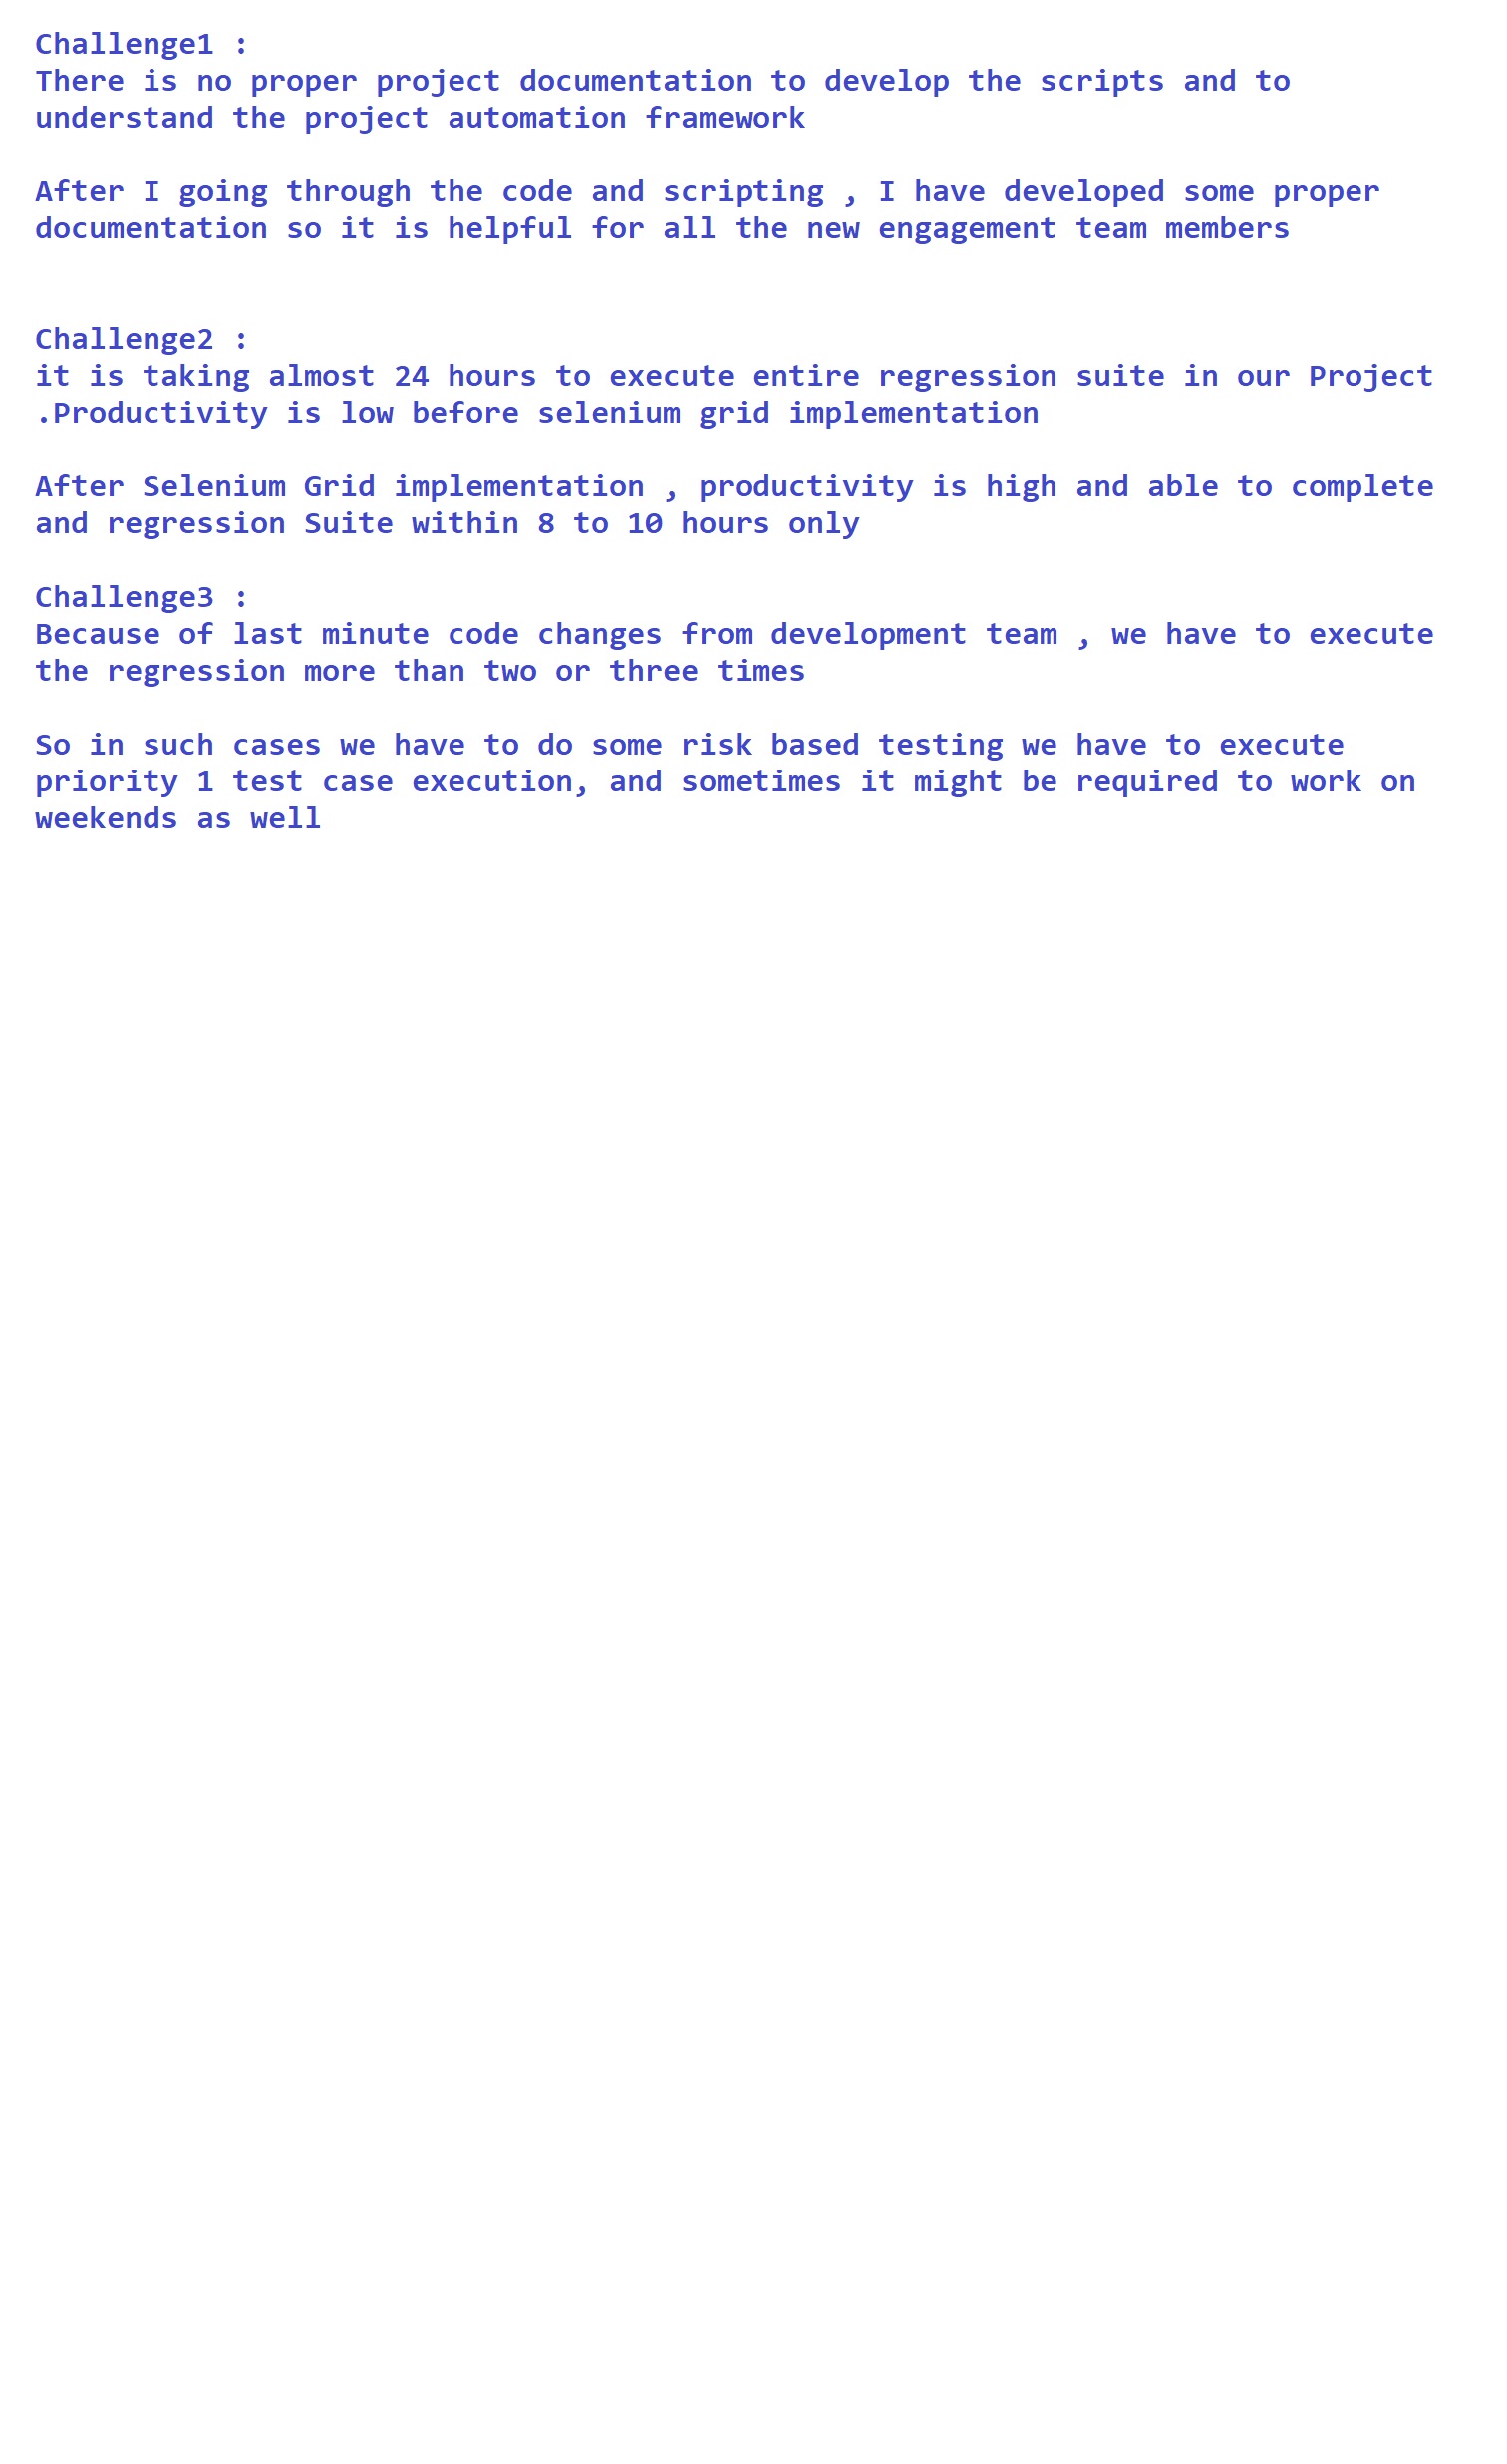 Challenge1 :
There is no proper project documentation to develop the scripts and to
understand the project automation framework
After I going through the code and scripting , I have developed some proper
documentation so it is helpful for all the new engagement team members
Challenge2 :
it is taking almost 24 hours to execute entire regression suite in our Project
.Productivity is low before selenium grid implementation
After Selenium Grid implementation , productivity is high and able to complete
and regression Suite within 8 to 10 hours only
Challenge3 :
Because of last minute code changes from development team , we have to execute
the regression more than two or three times
So in such cases we have to do some risk based testing we have to execute
priority 1 test case execution, and sometimes it might be required to work on
weekends as well